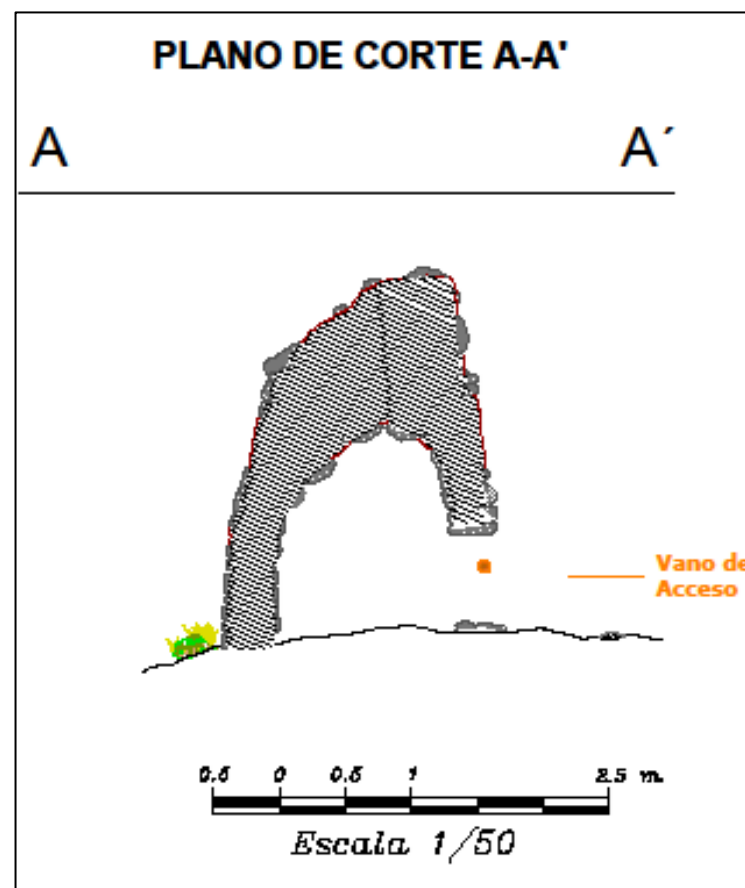 PLANO DE CORTE A-A'
A A´
Vano de
Acceso
0.5 0 0.5 1 2.5 m.
Escala 1/50